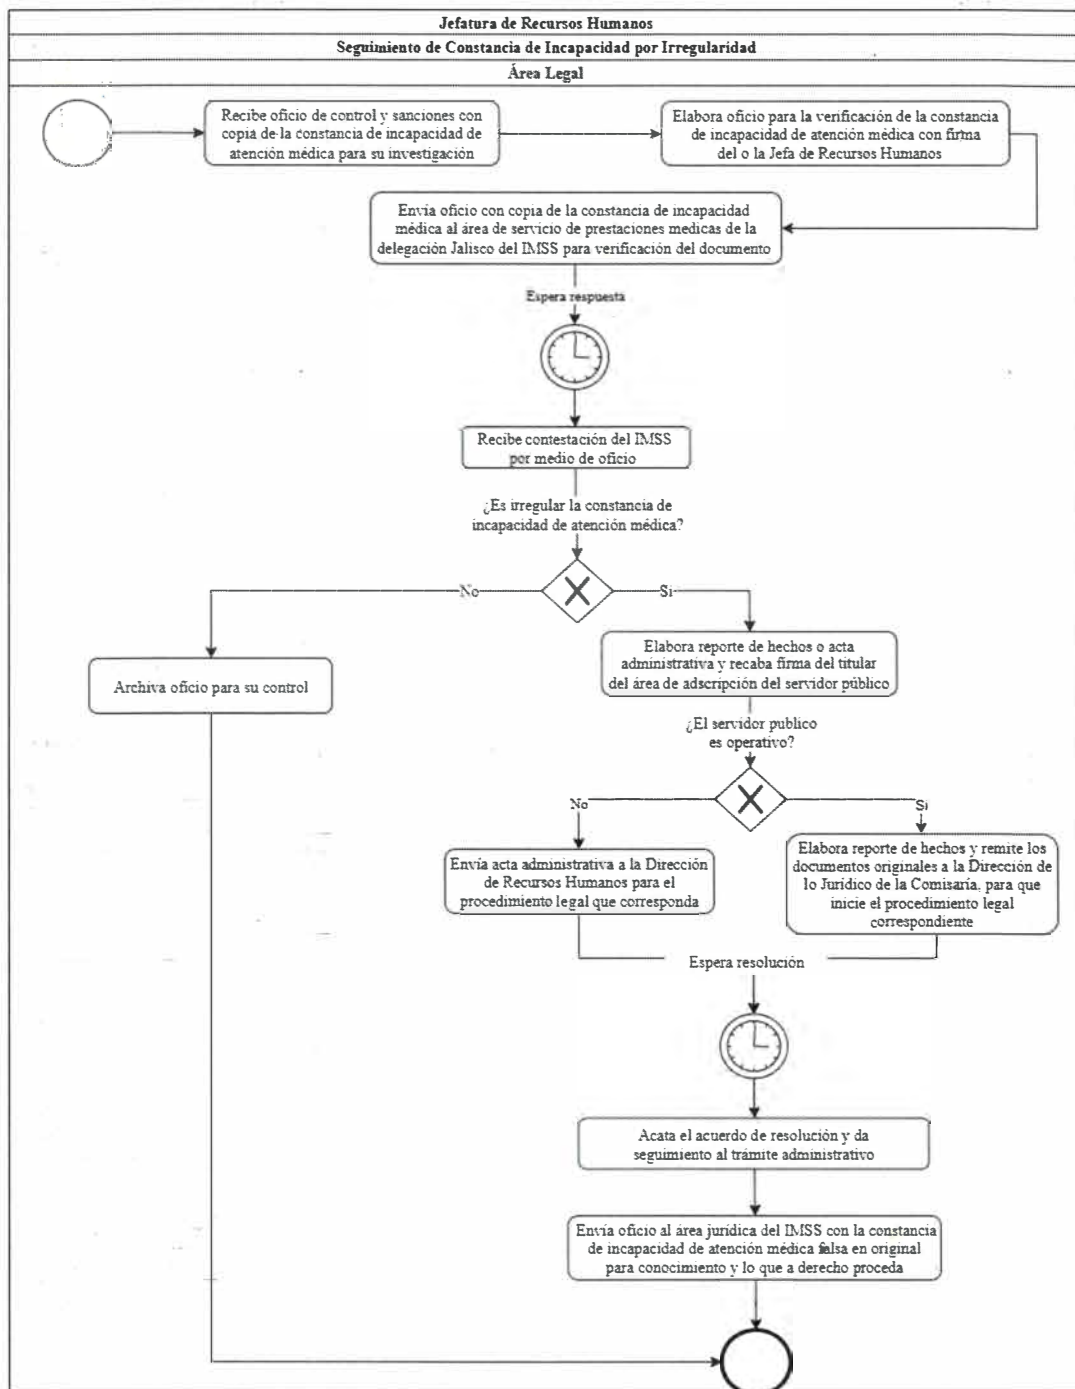 Jefatura de Recursos Humanos
Seguimiento de Constancia de Incapacidad por Irregularidad
Área Legal
Recibe oficio de control y sanciones con
copia de la constancia de incapacidad de
atención médica para su investigación
Elabora oficio para la verificación de la constancia
de incapacidad de atención médica con firma
del o la Jefa de Recursos Humanos
Envía oficio con copia de la constancia de incapacidad
médica al área de servicio de prestaciones medicas de la
delegación Jalisco del IMSS para verificación del documento
Espera respuesta
Recibe contestación del IMSS
por medio de oficio
¿Es irregular la constancia de
incapacidad de atención médica?
No
Si
Archiva oficio para su control
Elabora reporte de hechos o acta
administrativa y recaba firma del titular
del área de adscripción del servidor público
¿El servidor publico
es operativo?
No
Si
Envía acta administrativa a la Dirección
de Recursos Humanos para el
procedimiento legal que corresponda
Elabora reporte de hechos y remite los
documentos originales a la Dirección de
lo Jurídico de la Comisaría, para que
inicie el procedimiento legal
correspondiente
Espera resolución
Acata el acuerdo de resolución y da
seguimiento al trámite administrativo
Envía oficio al área jurídica del IMSS con la constancia
de incapacidad de atención médica falsa en original
para conocimiento y lo que a derecho proceda